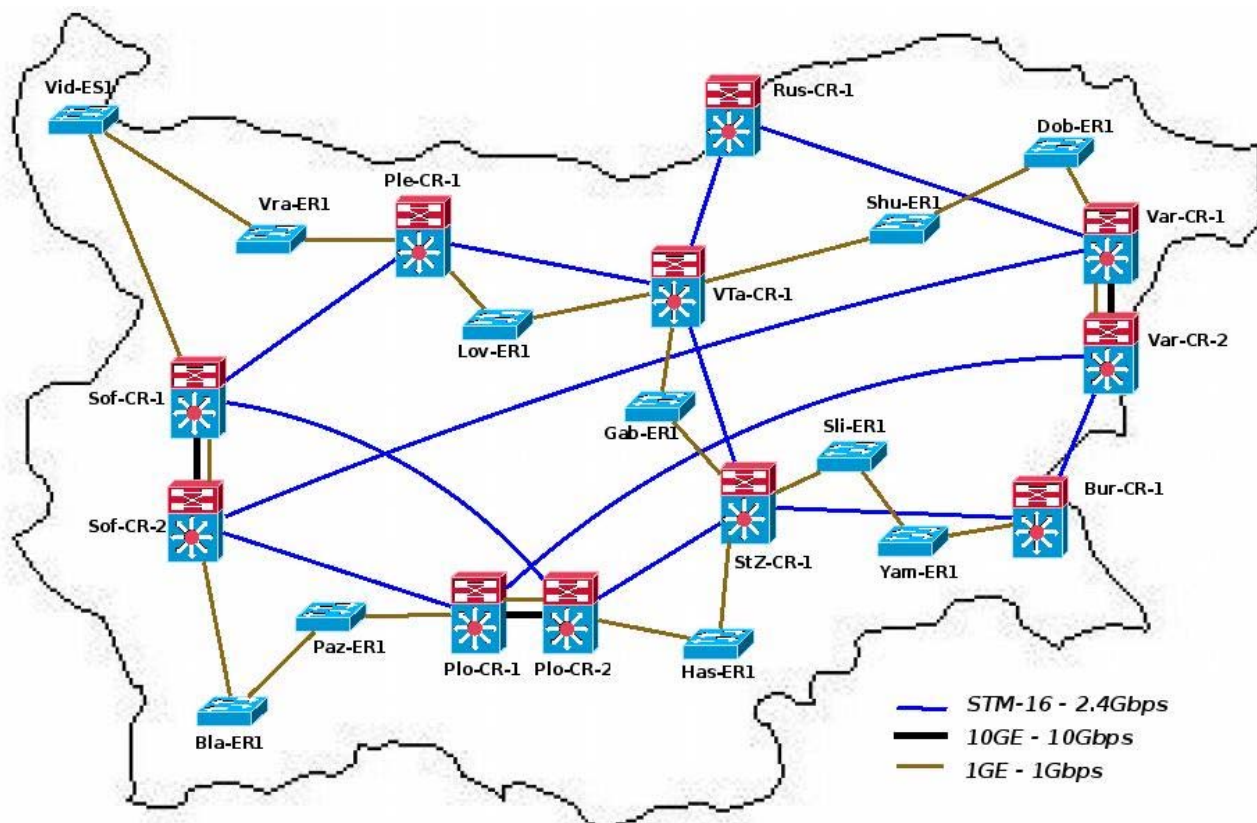 Vid-ES1
Rus-CR-1
Dob-ER1
Ple-CR-1
Vra-ER1
Shu-ER1
Var-CR-1
VTa-CR-1
Lov-ER1
Var-CR-2
Sof-CR-1
Gab-ER1
Sli-ER1
Bur-CR-1
Sof-CR-2
StZ-CR-1
Yam-ER1
Paz-ER1
Plo-CR-1
Plo-CR-2
Has-ER1
Bla-ER1
STM-16 - 2.4Gbps
10GE - 10Gbps
1GE - 1Gbps